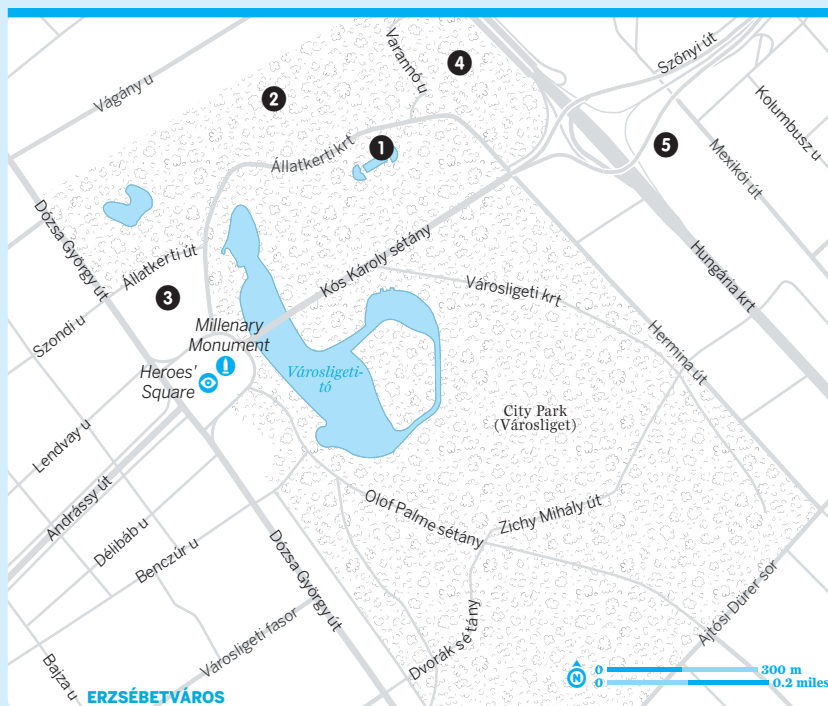 Vágány u
Varannó u
Szőnyi út
Kolumbusz u
Mexikói út
2
4
1
5
3
Állatkerti krt
Dózsa György út
Állatkerti út
Kós Károly sétány
Városligeti krt
Hungária krt
Hermina út
Szondi u
Millenary
Monument
Heroes'
Square
Városligeti-
tó
City Park
(Városliget)
Lendvay u
Andrássy út
Délibáb u
Benczúr u
Olof Palme sétány
Zichy Mihály út
Dózsa György út
Városligeti fasor
Dvorák sétány
Ajtósi Dürer sor
Bajza u
ERZSÉBETVÁROS
N
0 300 m
0 0.2 miles